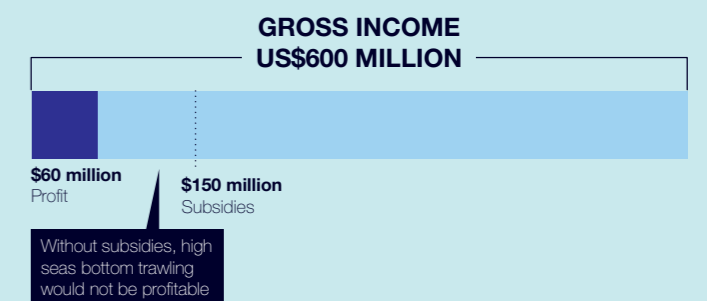 GROSS INCOME
US$600 MILLION
$60 million
Profit
$150 million
Subsidies
Without subsidies, high
seas bottom trawling
would not be profitable